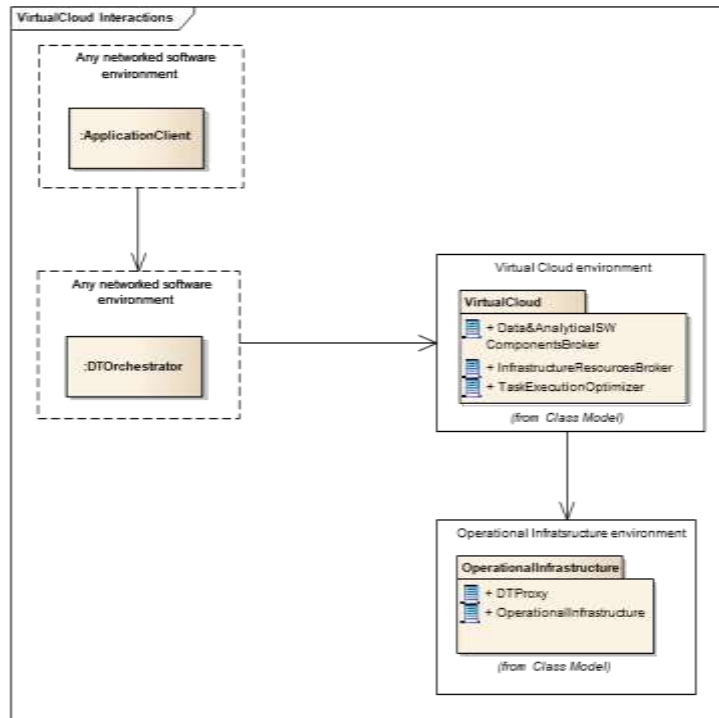 VirtualCloud Interactions
Any networked software
environment
:ApplicationClient
Any networked software
environment
:DTOrchestrator
Virtual Cloud environment
VirtualCloud
+ Data&AnalyticalSW
ComponentsBroker
+ InfrastructureResourcesBroker
+ TaskExecutionOptimizer
(from Class Model)
Operational Infratsructure environment
OperationalInfrastructure
+ DTProxy
+ OperationalInfrastructure
(from Class Model)